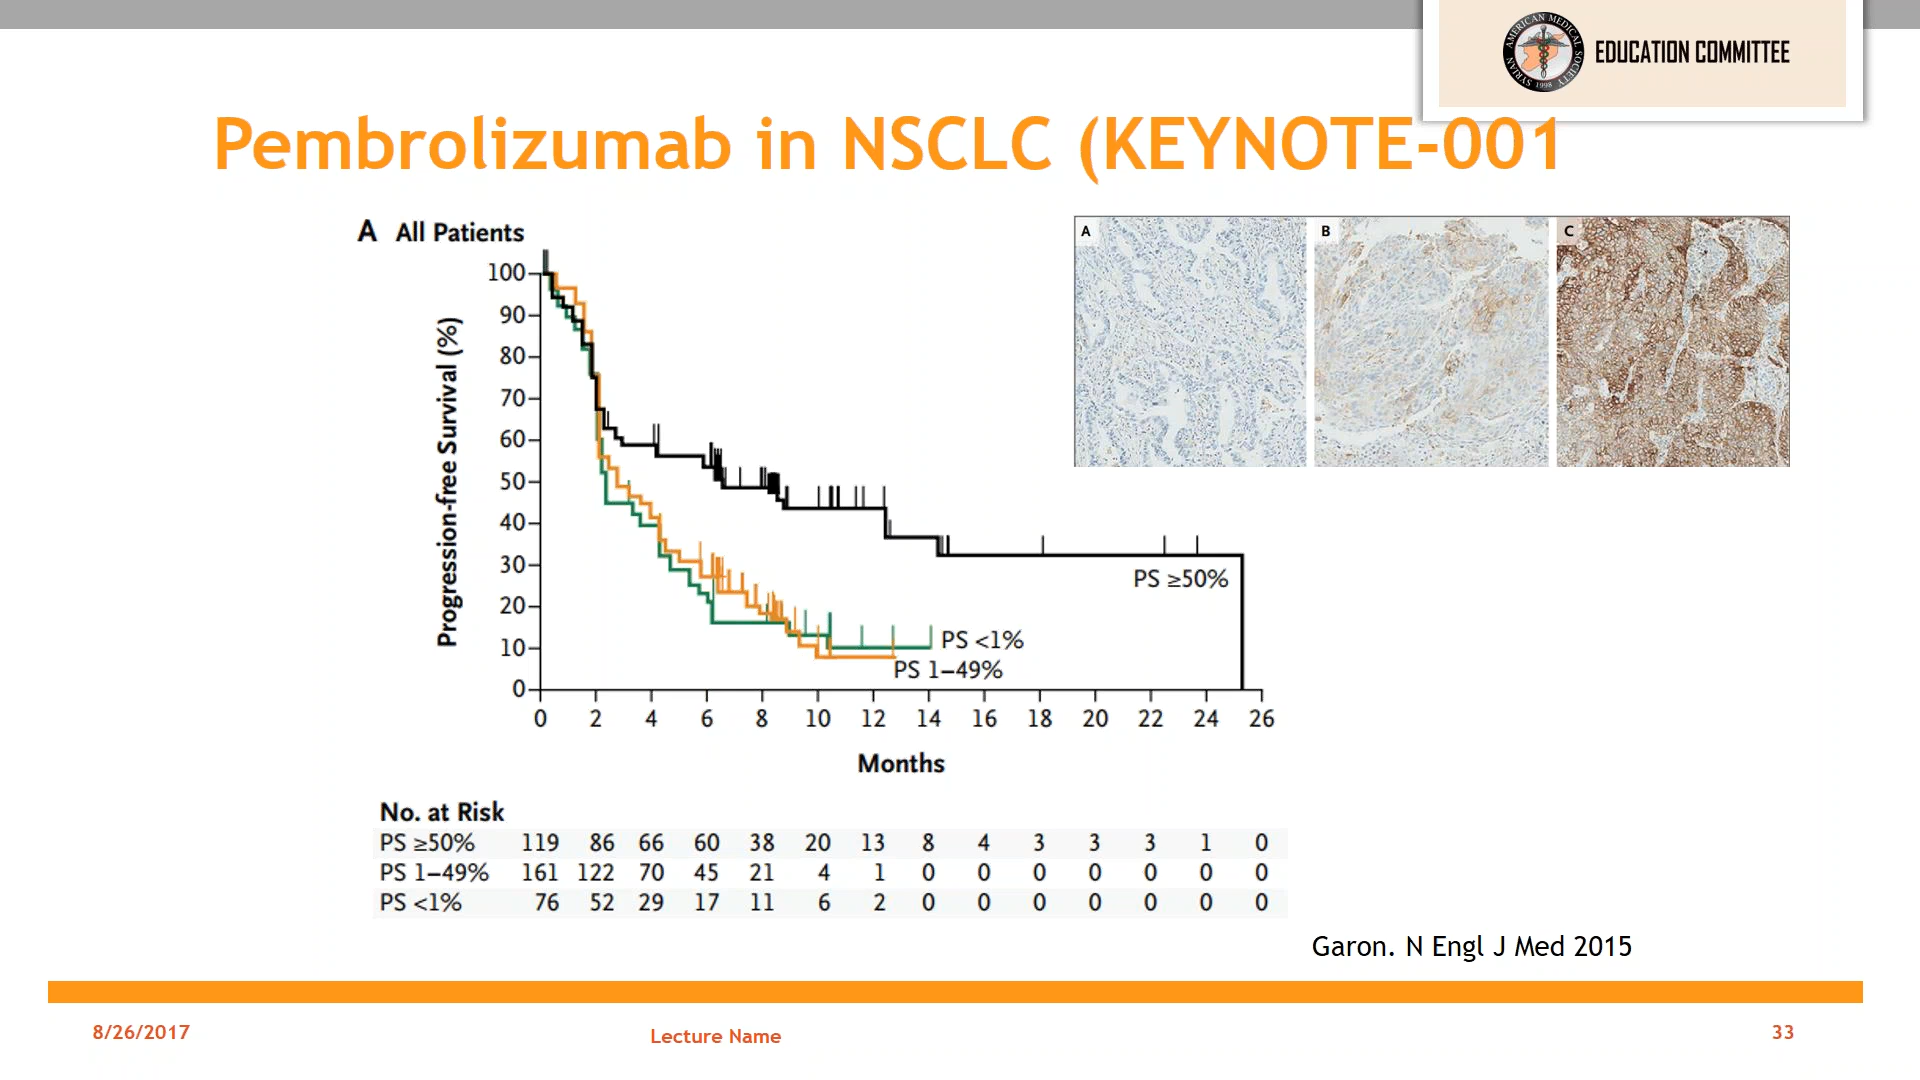 SYRIAN AMERICAN MEDICAL SOCIETY
1998
EDUCATION COMMITTEE
Pembrolizumab in NSCLC (KEYNOTE-001
A All Patients
Progression-free Survival (%)
100
90
80
70
60
50
40
30
20
10
0
PS ≥50%
PS <1%
PS 1–49%
0 2 4 6 8 10 12 14 16 18 20 22 24 26
Months
A B C
No. at Risk
PS ≥50% 119 86 66 60 38 20 13 8 4 3 3 3 1 0
PS 1–49% 161 122 70 45 21 4 1 0 0 0 0 0 0 0
PS <1% 76 52 29 17 11 6 2 0 0 0 0 0 0 0
Garon. N Engl J Med 2015
8/26/2017
Lecture Name
33